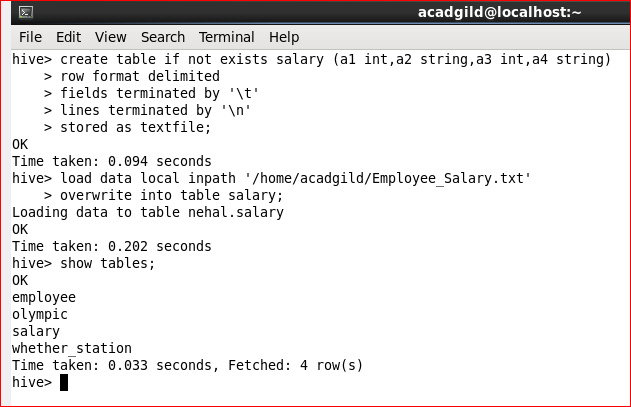 acadgild@localhost:~
File Edit View Search Terminal Help
hive> create table if not exists salary (a1 int,a2 string,a3 int,a4 string)
    > row format delimited
    > fields terminated by '\t'
    > lines terminated by '\n'
    > stored as textfile;
OK
Time taken: 0.094 seconds
hive> load data local inpath '/home/acadgild/Employee_Salary.txt'
    > overwrite into table salary;
Loading data to table nehal.salary
OK
Time taken: 0.202 seconds
hive> show tables;
OK
employee
olympic
salary
whether_station
Time taken: 0.033 seconds, Fetched: 4 row(s)
hive>